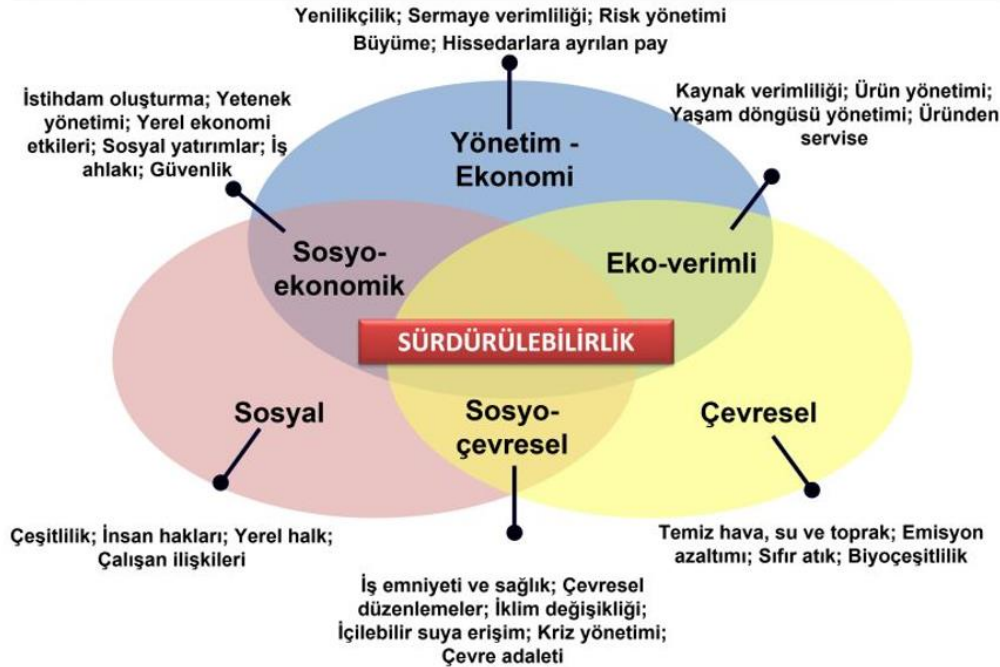 Yenilikçilik; Sermaye verimliliği; Risk yönetimi
Büyüme; Hissedarlara ayrılan pay
İstihdam oluşturma; Yetenek
yönetimi; Yerel ekonomi
etkileri; Sosyal yatırımlar; İş
ahlakı; Güvenlik
Kaynak verimliliği; Ürün yönetimi;
Yaşam döngüsü yönetimi; Üründen
servise
Yönetim -
Ekonomi
Sosyo-
ekonomik
Eko-verimli
SÜRDÜRÜLEBİLİRLİK
Sosyal
Sosyo-
çevresel
Çevresel
Çeşitlilik; İnsan hakları; Yerel halk;
Çalışan ilişkileri
İş emniyeti ve sağlık; Çevresel
düzenlemeler; İklim değişikliği;
İçilebilir suya erişim; Kriz yönetimi;
Çevre adaleti
Temiz hava, su ve toprak; Emisyon
azaltımı; Sıfır atık; Biyoçeşitlilik